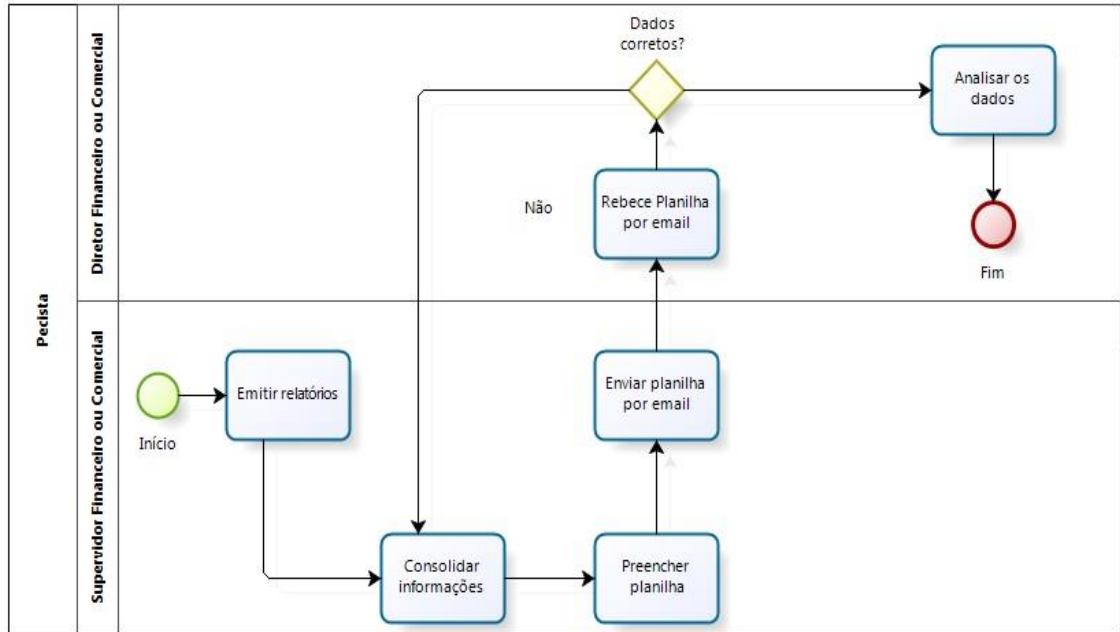 Pecista
Diretor Financeiro ou Comercial
Dados
corretos?
Analisar os
dados
Rebece Planilha
por email
Não
Fim
Supervidor Financeiro ou Comercial
Início
Emitir relatórios
Enviar planilha
por email
Consolidar
informações
Preencher
planilha